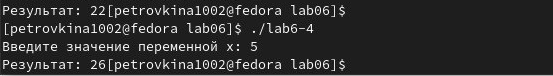 Результат: 22[petrovkina1002@fedora lab06]$
[petrovkina1002@fedora lab06]$ ./lab6-4
Введите значение переменной x: 5
Результат: 26[petrovkina1002@fedora lab06]$